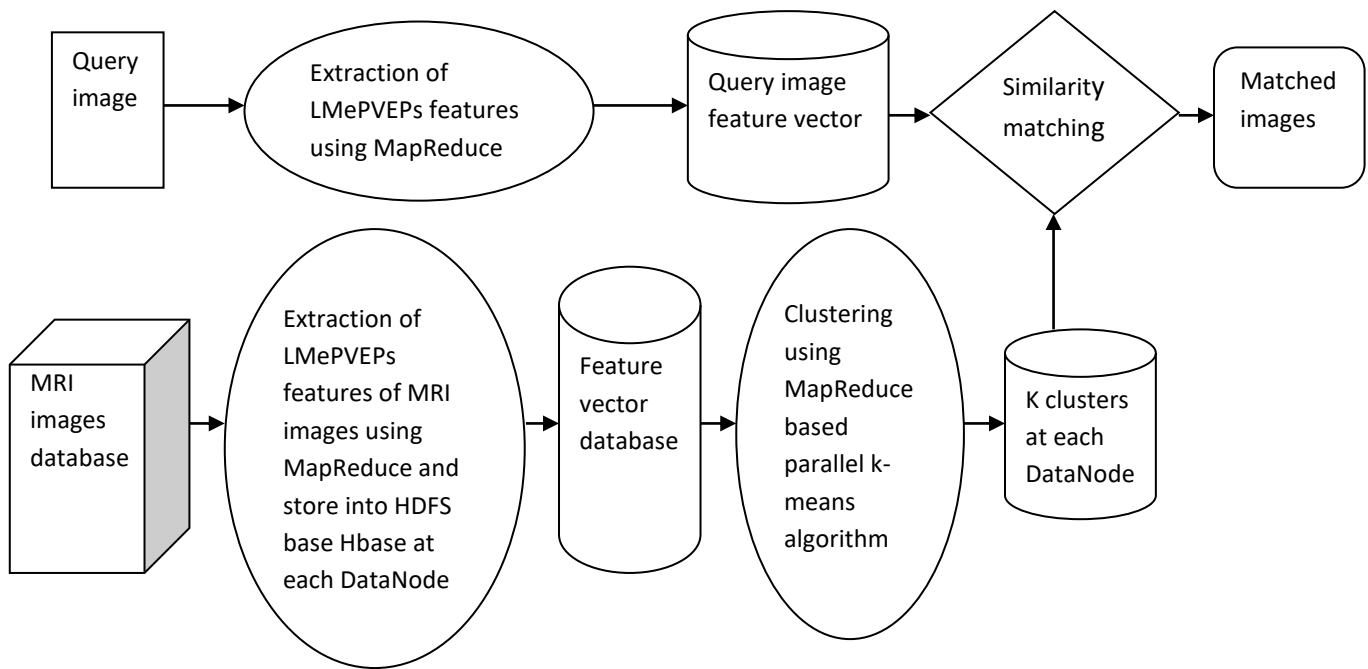 Query
image
Extraction of
LMePVEPs features
using MapReduce
Query image
feature vector
Similarity
matching
Matched
images
MRI
images
database
Extraction of
LMePVEPs
features of MRI
images using
MapReduce and
store into HDFS
base Hbase at
each DataNode
Feature
vector
database
Clustering
using
MapReduce
based
parallel k-
means
algorithm
K clusters
at each
DataNode